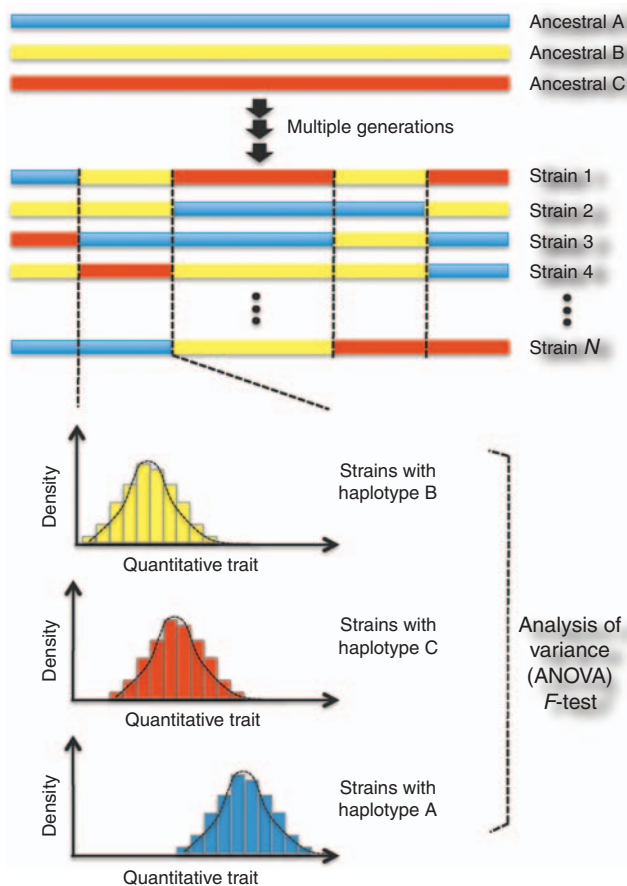 Ancestral A
Ancestral B
Ancestral C
Multiple generations
Strain 1
Strain 2
Strain 3
Strain 4
Strain N
Density
Strains with
haplotype B
Quantitative trait
Density
Strains with
haplotype C
Quantitative trait
Density
Strains with
haplotype A
Quantitative trait
Analysis of
variance
(ANOVA)
F-test